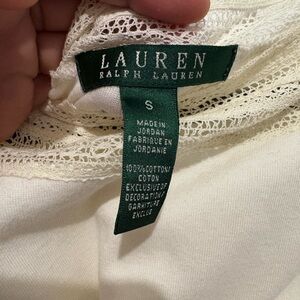 LAUREN
RALPH LAUREN
S
MADE IN
JORDAN
FABRIQUE EN
JORDANIE
100% COTTON/
COTON
EXCLUSIVE OF
DECORATION/
GARNITURE
EXCLUE